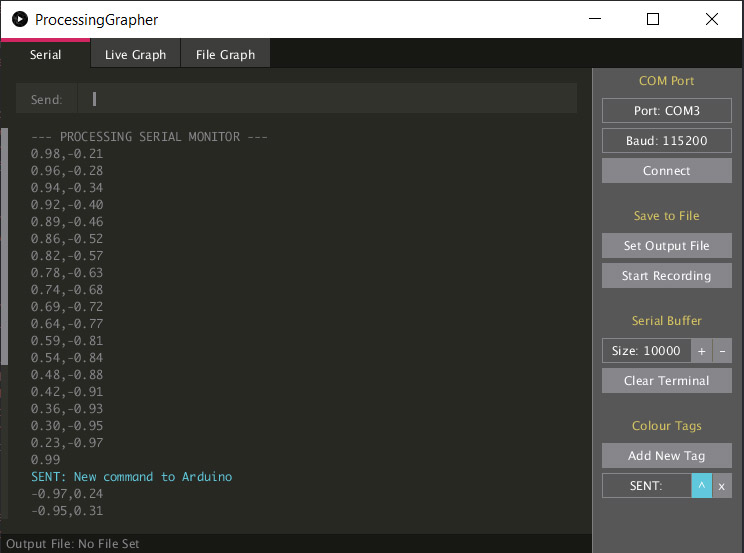 ProcessingGrapher
Serial
Live Graph
File Graph
Send:
--- PROCESSING SERIAL MONITOR ---
0.98,-0.21
0.96,-0.28
0.94,-0.34
0.92,-0.40
0.89,-0.46
0.86,-0.52
0.82,-0.57
0.78,-0.63
0.74,-0.68
0.69,-0.72
0.64,-0.77
0.59,-0.81
0.54,-0.84
0.48,-0.88
0.42,-0.91
0.36,-0.93
0.30,-0.95
0.23,-0.97
0.99
SENT: New command to Arduino
-0.97,0.24
-0.95,0.31
Output File: No File Set
COM Port
Port: COM3
Baud: 115200
Connect
Save to File
Set Output File
Start Recording
Serial Buffer
Size: 10000 + -
Clear Terminal
Colour Tags
Add New Tag
SENT: ^ x